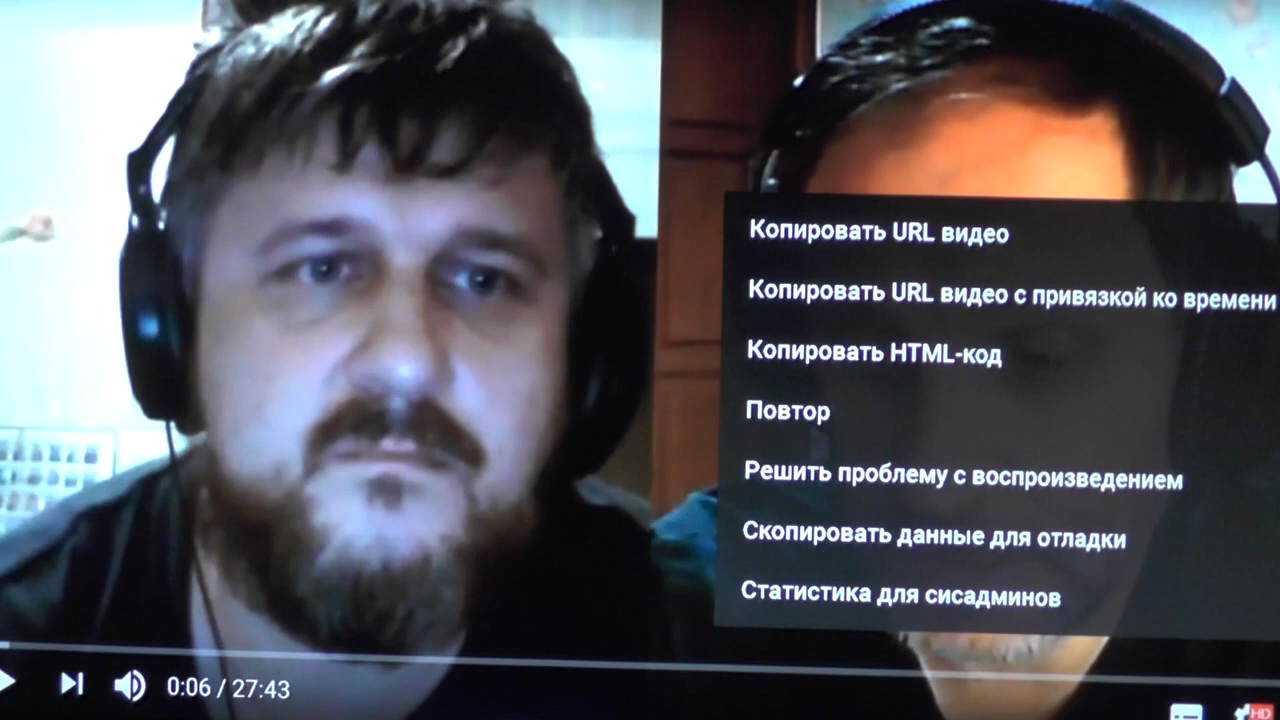 Копировать URL видео
Копировать URL видео с привязкой ко времени
Копировать HTML-код
Повтор
Решить проблему с воспроизведением
Скопировать данные для отладки
Статистика для сисадминов
0:06 / 27:43
HD